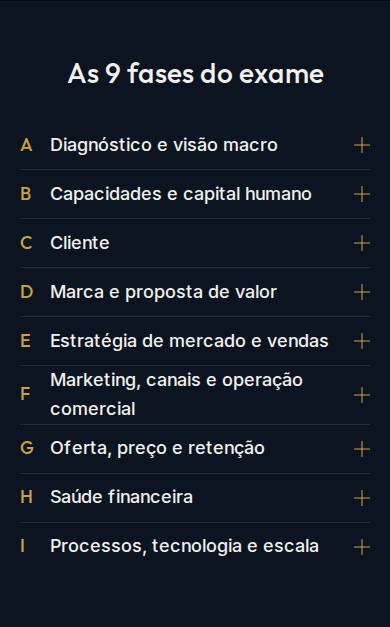 As 9 fases do exame
A Diagnóstico e visão macro
B Capacidades e capital humano
C Cliente
D Marca e proposta de valor
E Estratégia de mercado e vendas
F Marketing, canais e operação
comercial
G Oferta, preço e retenção
H Saúde financeira
I Processos, tecnologia e escala